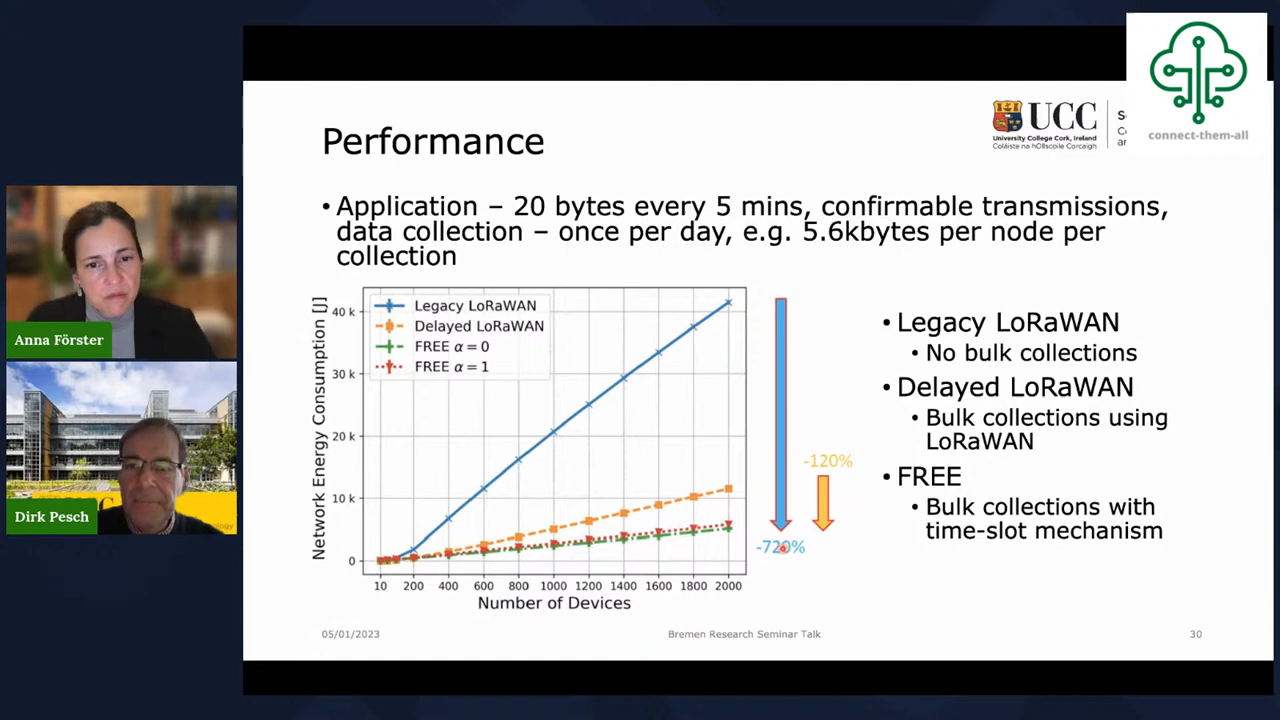 connect-them-all
UCC
University College Cork, Ireland
Coláiste na hOllscoile Corcaigh
Performance
• Application – 20 bytes every 5 mins, confirmable transmissions,
data collection – once per day, e.g. 5.6kbytes per node per
collection
Anna Förster
Dirk Pesch
Network Energy Consumption [J]
40 k
30 k
20 k
10 k
0
Legacy LoRaWAN
Delayed LoRaWAN
FREE α = 0
FREE α = 1
10 200 400 600 800 1000 1200 1400 1600 1800 2000
Number of Devices
-120%
-720%
• Legacy LoRaWAN
• No bulk collections
• Delayed LoRaWAN
• Bulk collections using
LoRaWAN
• FREE
• Bulk collections with
time-slot mechanism
05/01/2023
Bremen Research Seminar Talk
30